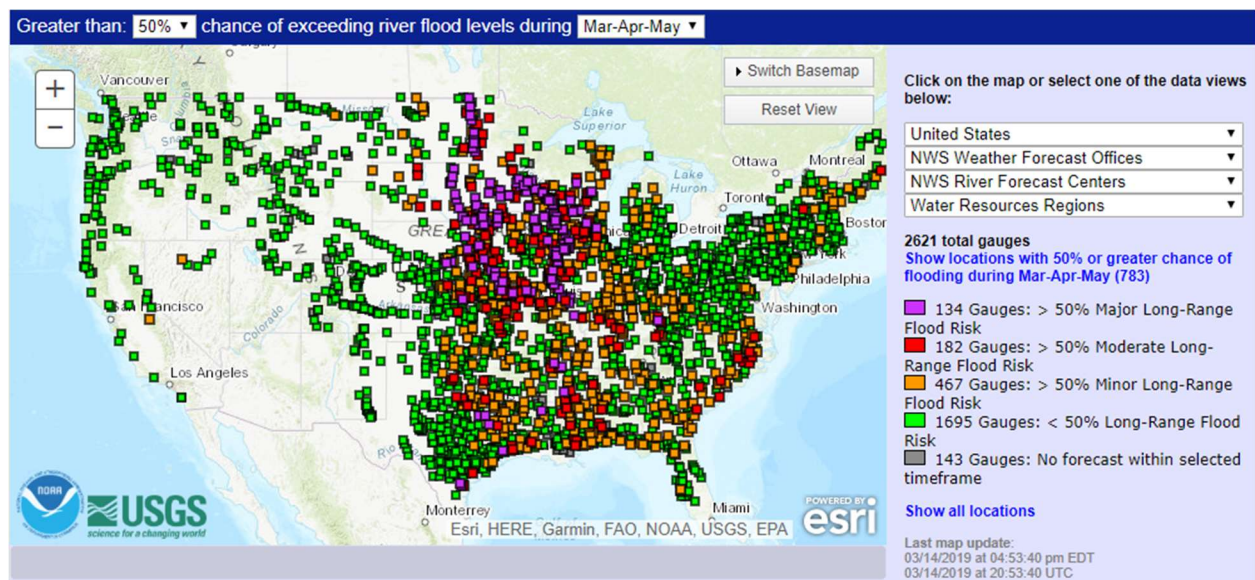 Greater than: 50% ▼ chance of exceeding river flood levels during Mar-Apr-May ▼
+
−
Switch Basemap
Reset View
Vancouver
Missouri
Lake
Superior
Ottawa
Montreal
Lake
Huron
Toronto
Boston
Detroit
GREA
Philadelphia
Washington
Arkansas
Colorado
Los Angeles
Miami
Monterrey
NOAA
USGS
science for a changing world
POWERED BY
esri
Esri, HERE, Garmin, FAO, NOAA, USGS, EPA
Click on the map or select one of the data views
below:
United States ▼
NWS Weather Forecast Offices ▼
NWS River Forecast Centers ▼
Water Resources Regions ▼
2621 total gauges
Show locations with 50% or greater chance of
flooding during Mar-Apr-May (783)
134 Gauges: > 50% Major Long-Range
Flood Risk
182 Gauges: > 50% Moderate Long-
Range Flood Risk
467 Gauges: > 50% Minor Long-Range
Flood Risk
1695 Gauges: < 50% Long-Range Flood
Risk
143 Gauges: No forecast within selected
timeframe
Show all locations
Last map update:
03/14/2019 at 04:53:40 pm EDT
03/14/2019 at 20:53:40 UTC